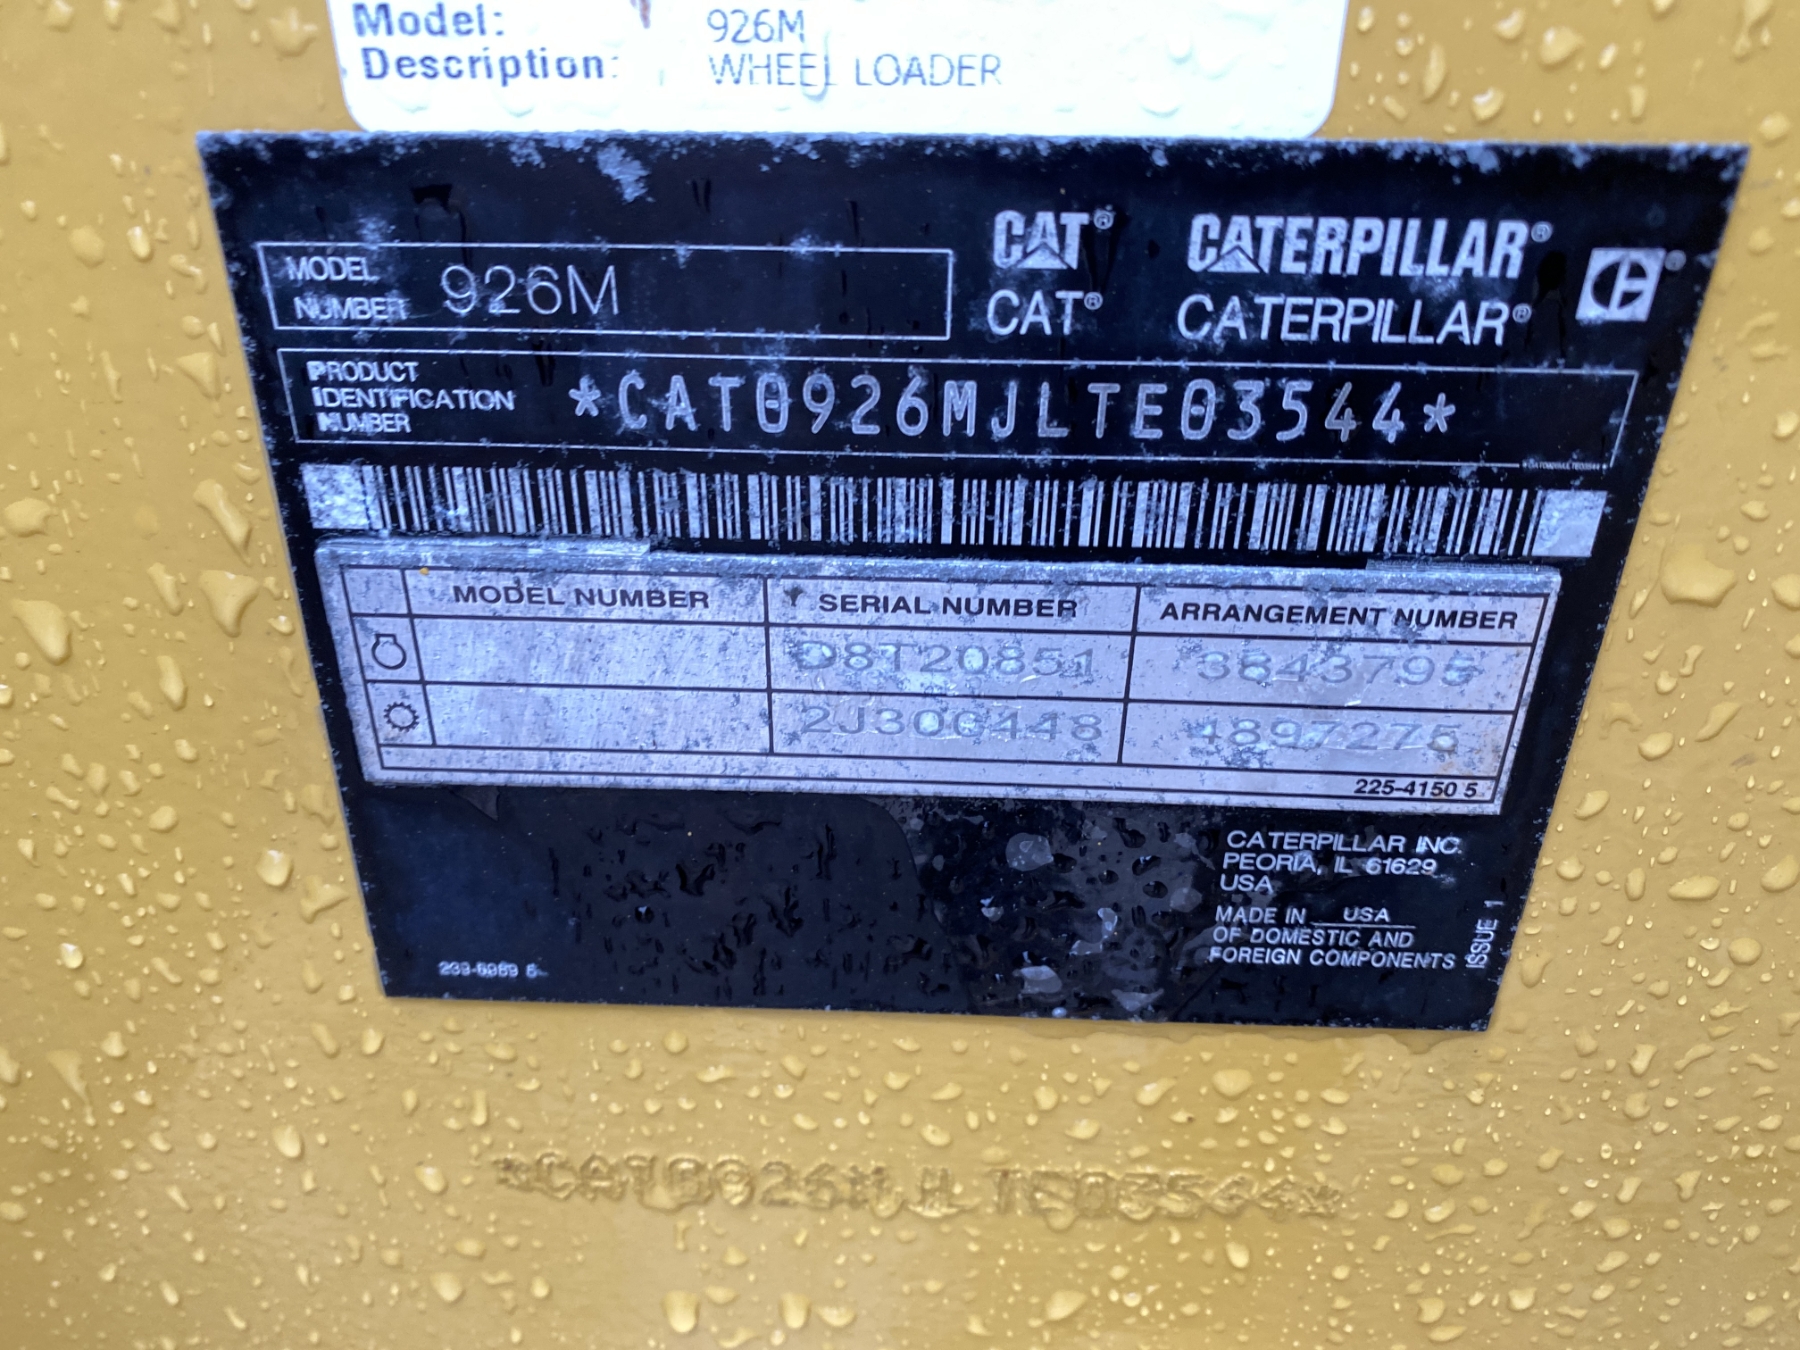 Model: 926M
Description: WHEEL LOADER
MODEL NUMBER 926M
CAT® CATERPILLAR®
CAT® CATERPILLAR®
PRODUCT IDENTIFICATION NUMBER *CAT0926MJLTE03544*
MODEL NUMBER SERIAL NUMBER ARRANGEMENT NUMBER
D8T20851 3843795
2J306448 4897275
225-4150 5
CATERPILLAR INC.
PEORIA, IL 61629
USA
MADE IN USA
OF DOMESTIC AND
FOREIGN COMPONENTS
ISSUE 1
*CAT0926MJLTE03544*